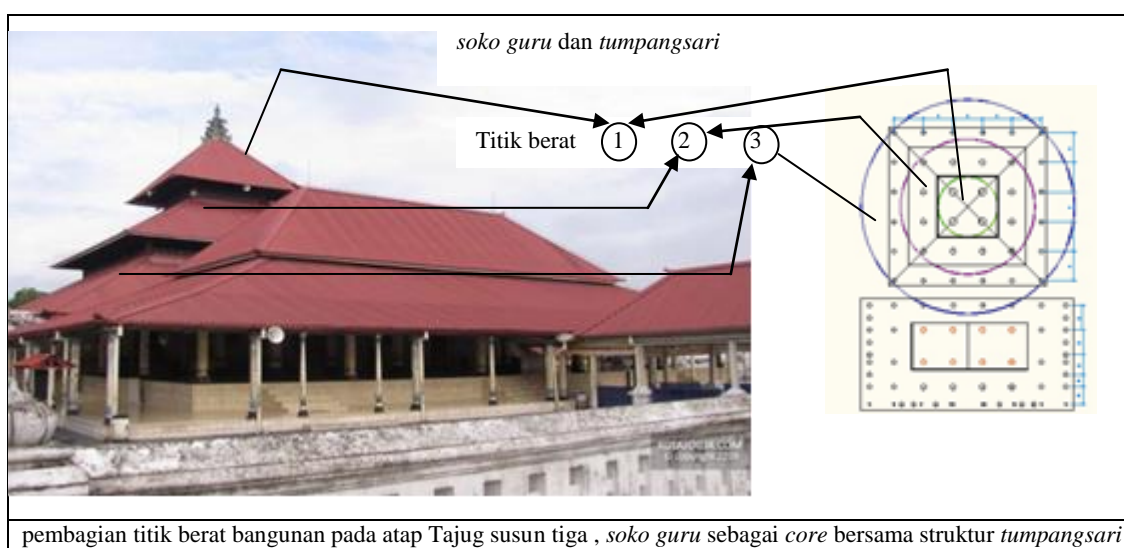 soko guru dan tumpangsari
Titik berat 1 2 3
pembagian titik berat bangunan pada atap Tajug susun tiga , soko guru sebagai core bersama struktur tumpangsari